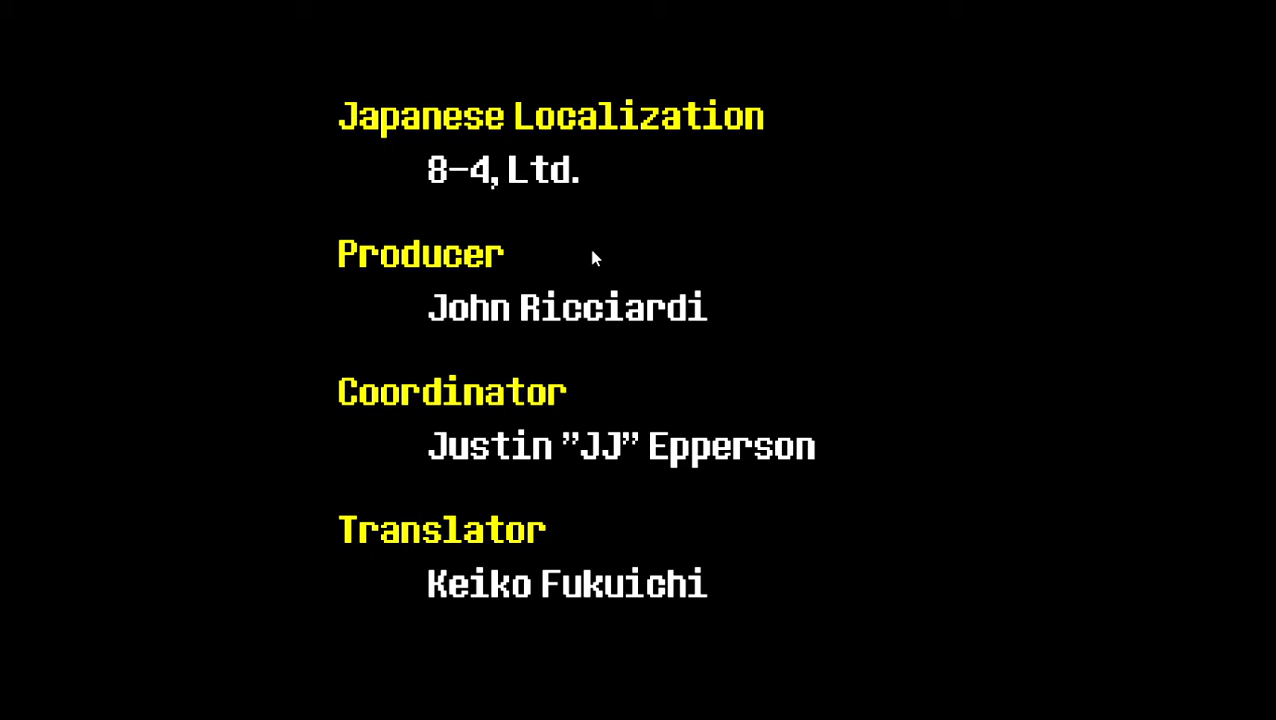 Japanese Localization
8-4, Ltd.
Producer
John Ricciardi
Coordinator
Justin "JJ" Epperson
Translator
Keiko Fukuichi